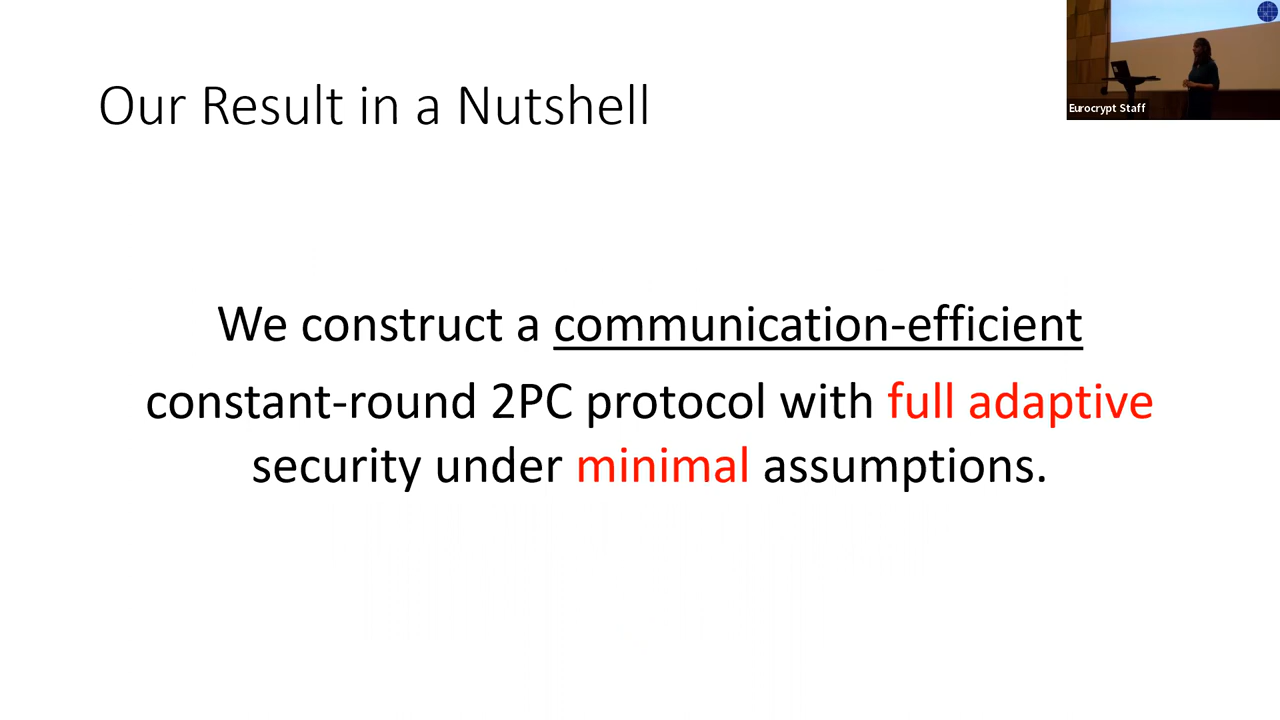 Our Result in a Nutshell
Eurocrypt Staff
We construct a communication-efficient
constant-round 2PC protocol with full adaptive
security under minimal assumptions.